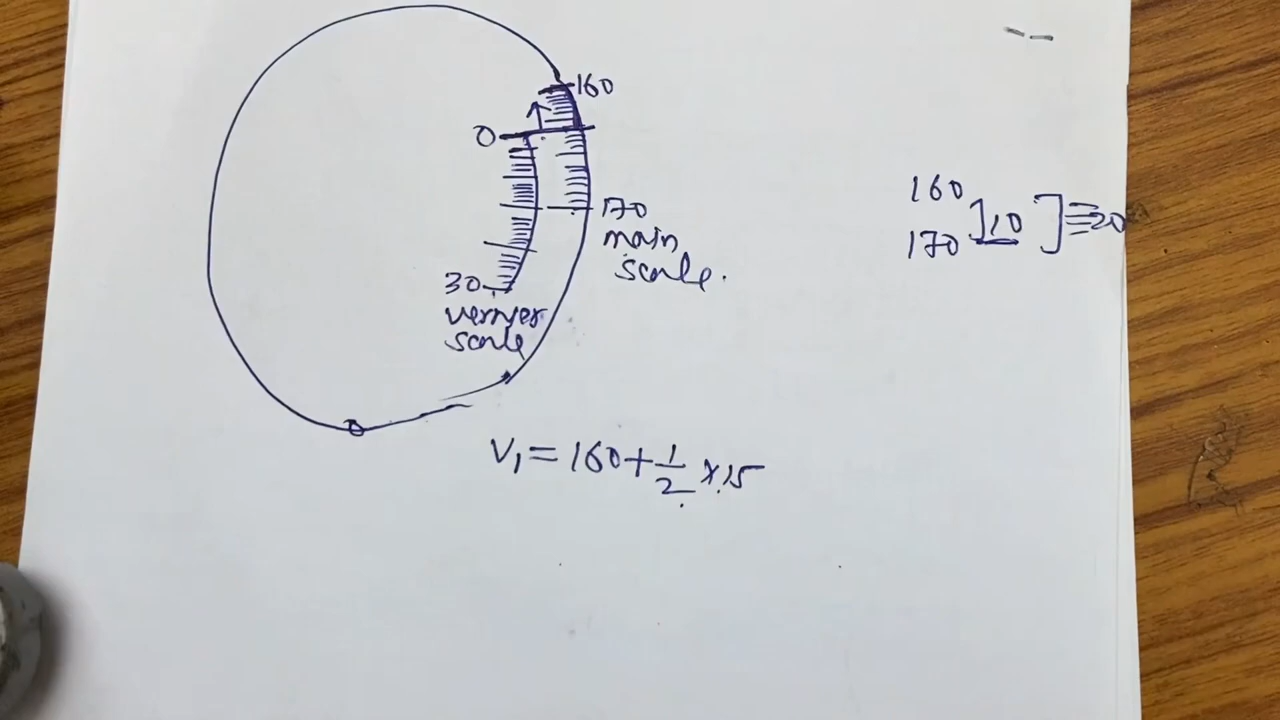 160
0
170
main
scale.
30
vernier
scale
160
170
10
≡20
V₁ = 160 + 1/2 × 15